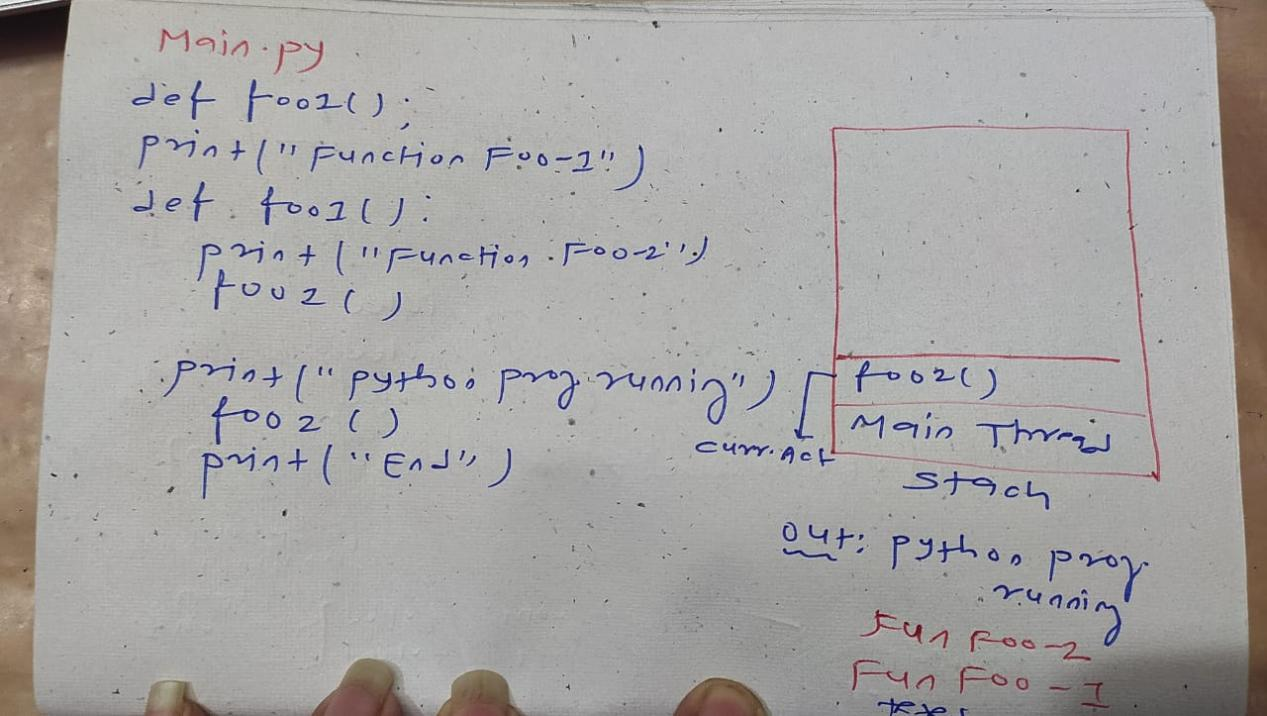 Main.py
def foo2();
print("Function Foo-1")
def foo1():
print("Function Foo-2")
foo2()
print("python prog running")
foo2()
print("End")
foo2()
Main Thread
curr.Act
Stack
out: python prog
running
Fun Foo-2
Fun Foo-1